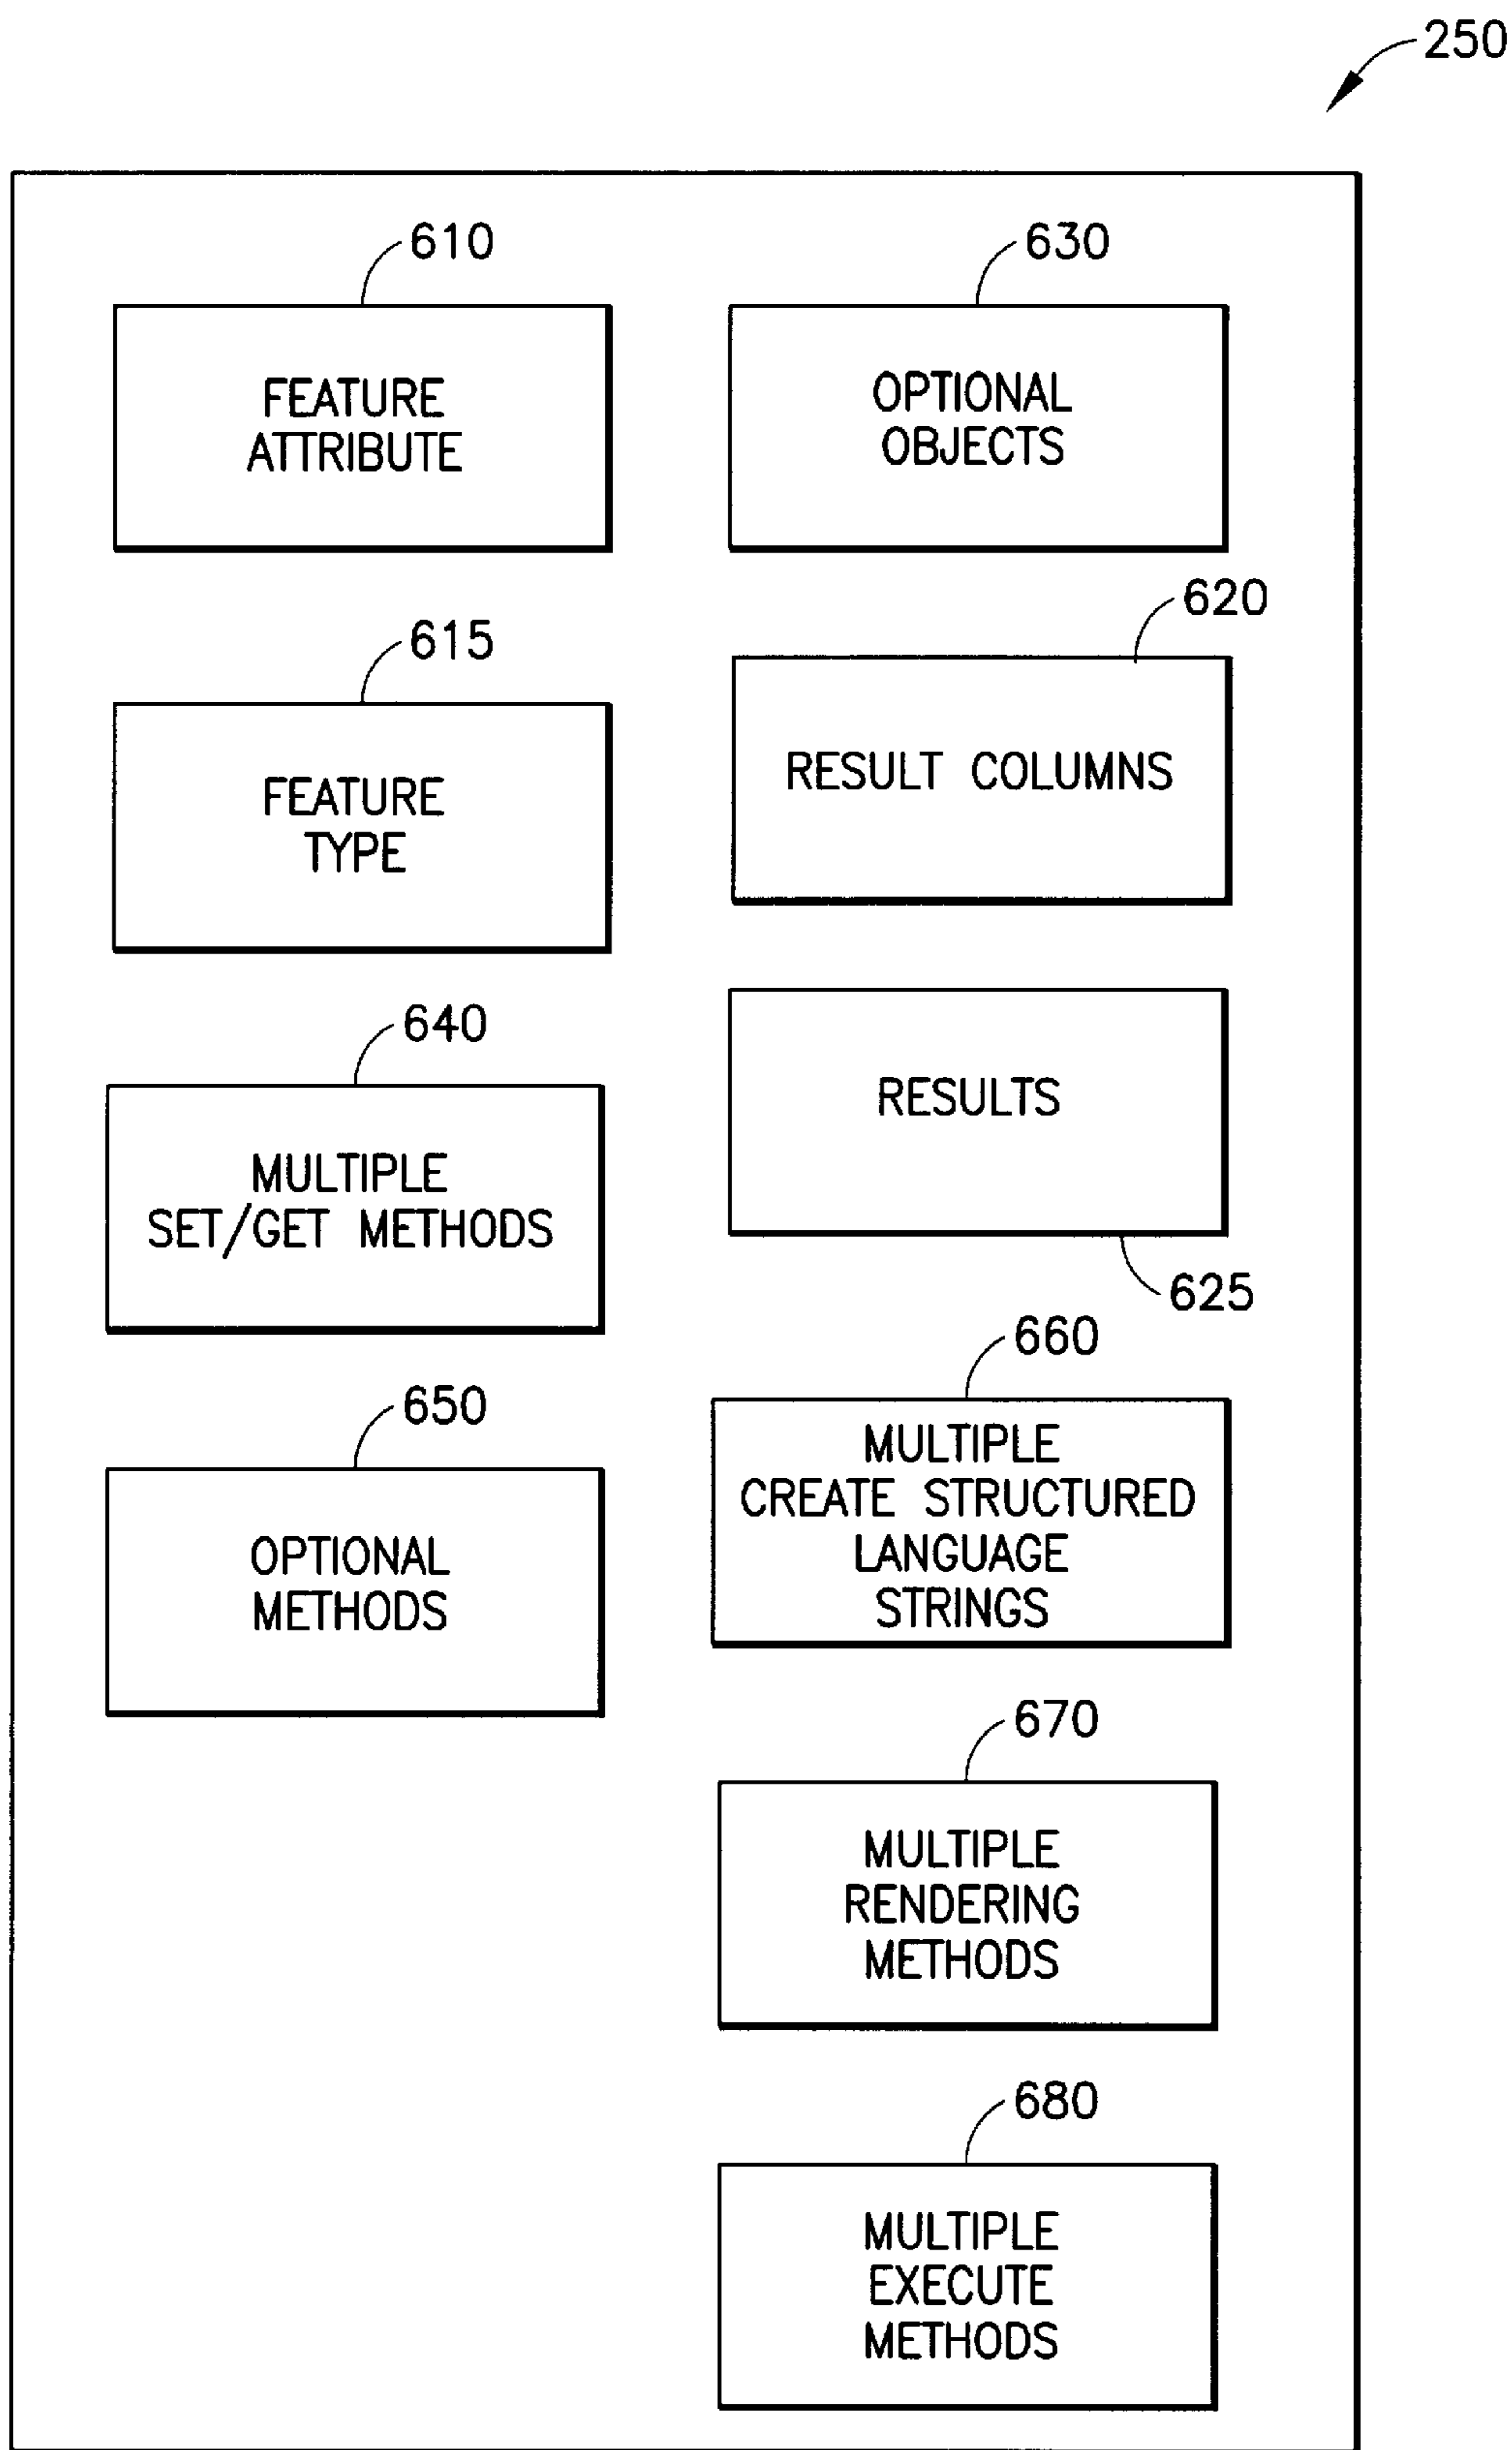 250
610
FEATURE
ATTRIBUTE
630
OPTIONAL
OBJECTS
615
FEATURE
TYPE
620
RESULT COLUMNS
640
MULTIPLE
SET/GET METHODS
RESULTS
625
650
OPTIONAL
METHODS
660
MULTIPLE
CREATE STRUCTURED
LANGUAGE
STRINGS
670
MULTIPLE
RENDERING
METHODS
680
MULTIPLE
EXECUTE
METHODS